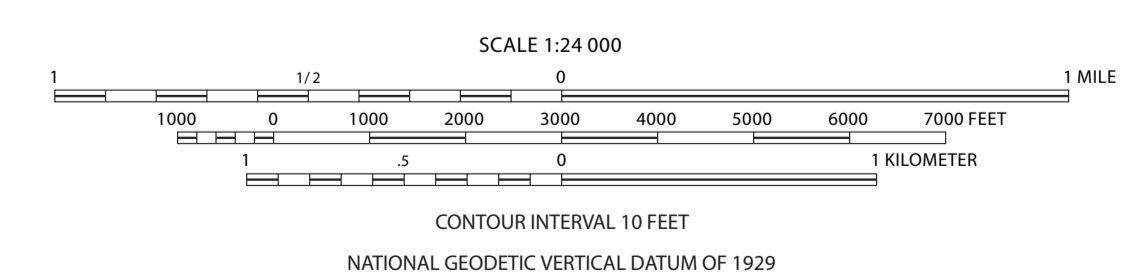 SCALE 1:24 000
1 1/2 0 1 MILE
1000 0 1000 2000 3000 4000 5000 6000 7000 FEET
1 .5 0 1 KILOMETER
CONTOUR INTERVAL 10 FEET
NATIONAL GEODETIC VERTICAL DATUM OF 1929